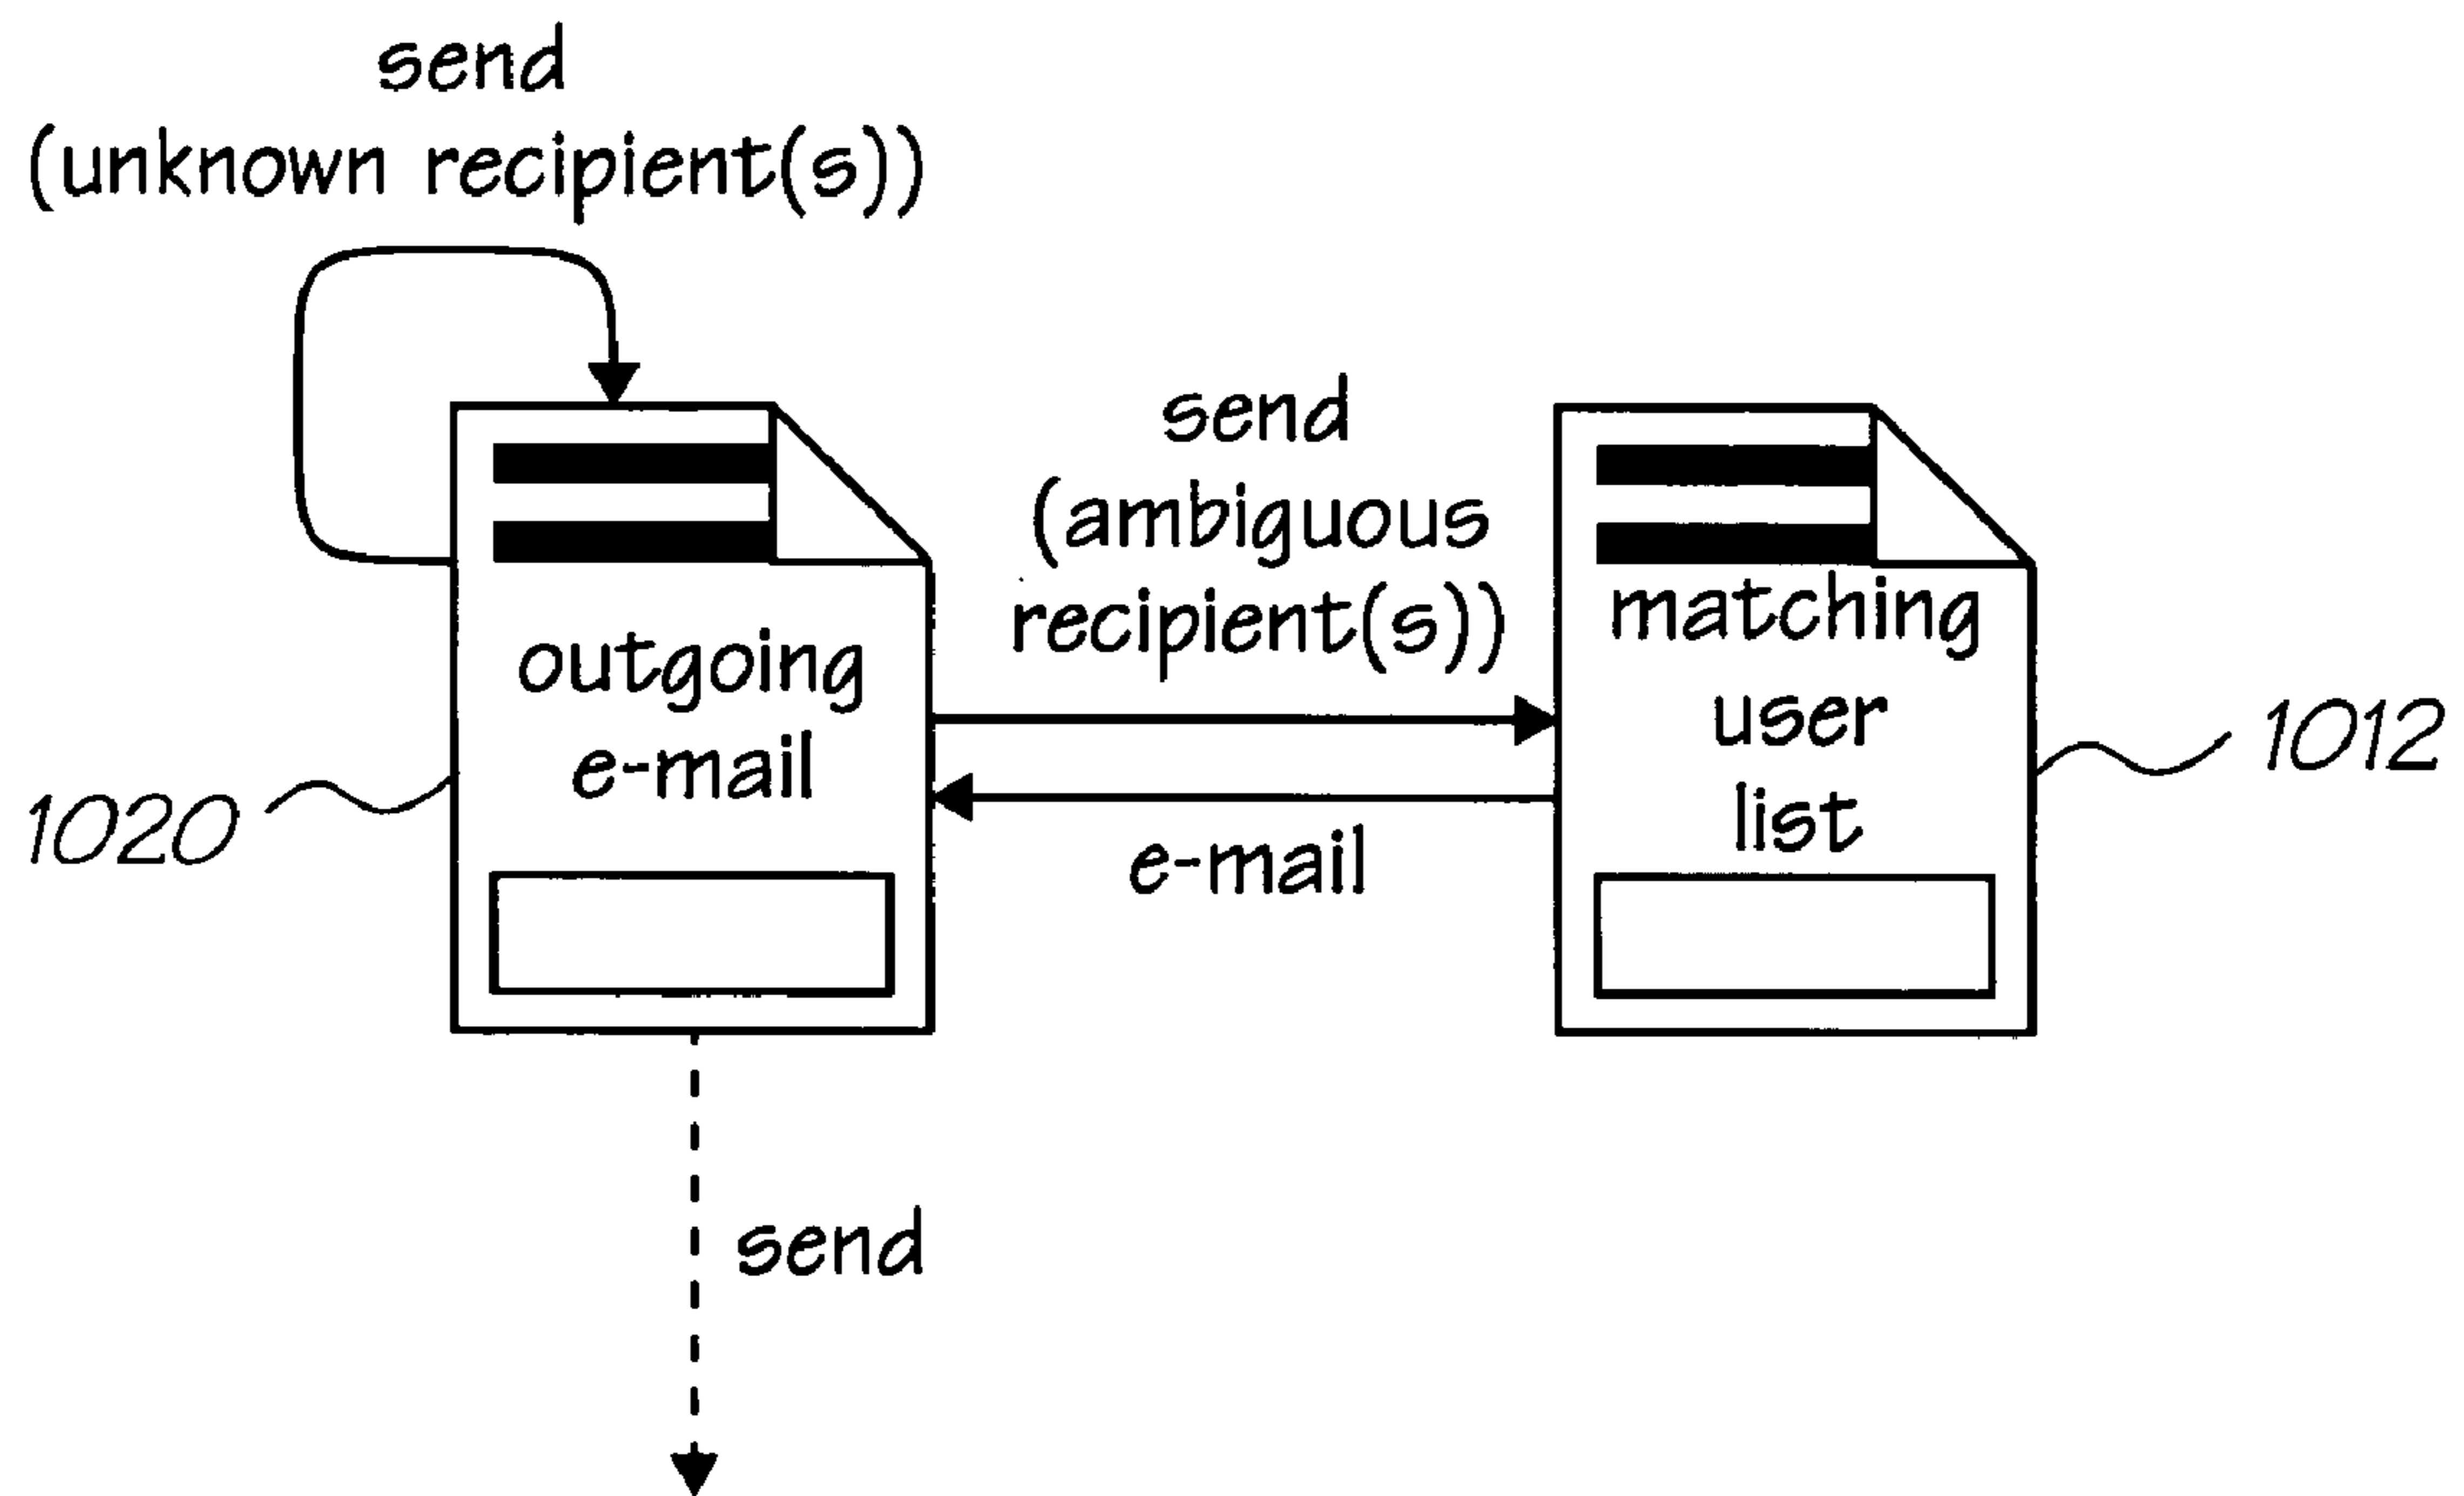 send
(unknown recipient(s))
send
(ambiguous
recipient(s))
outgoing
e-mail
matching
user
list
e-mail
1020
1012
send